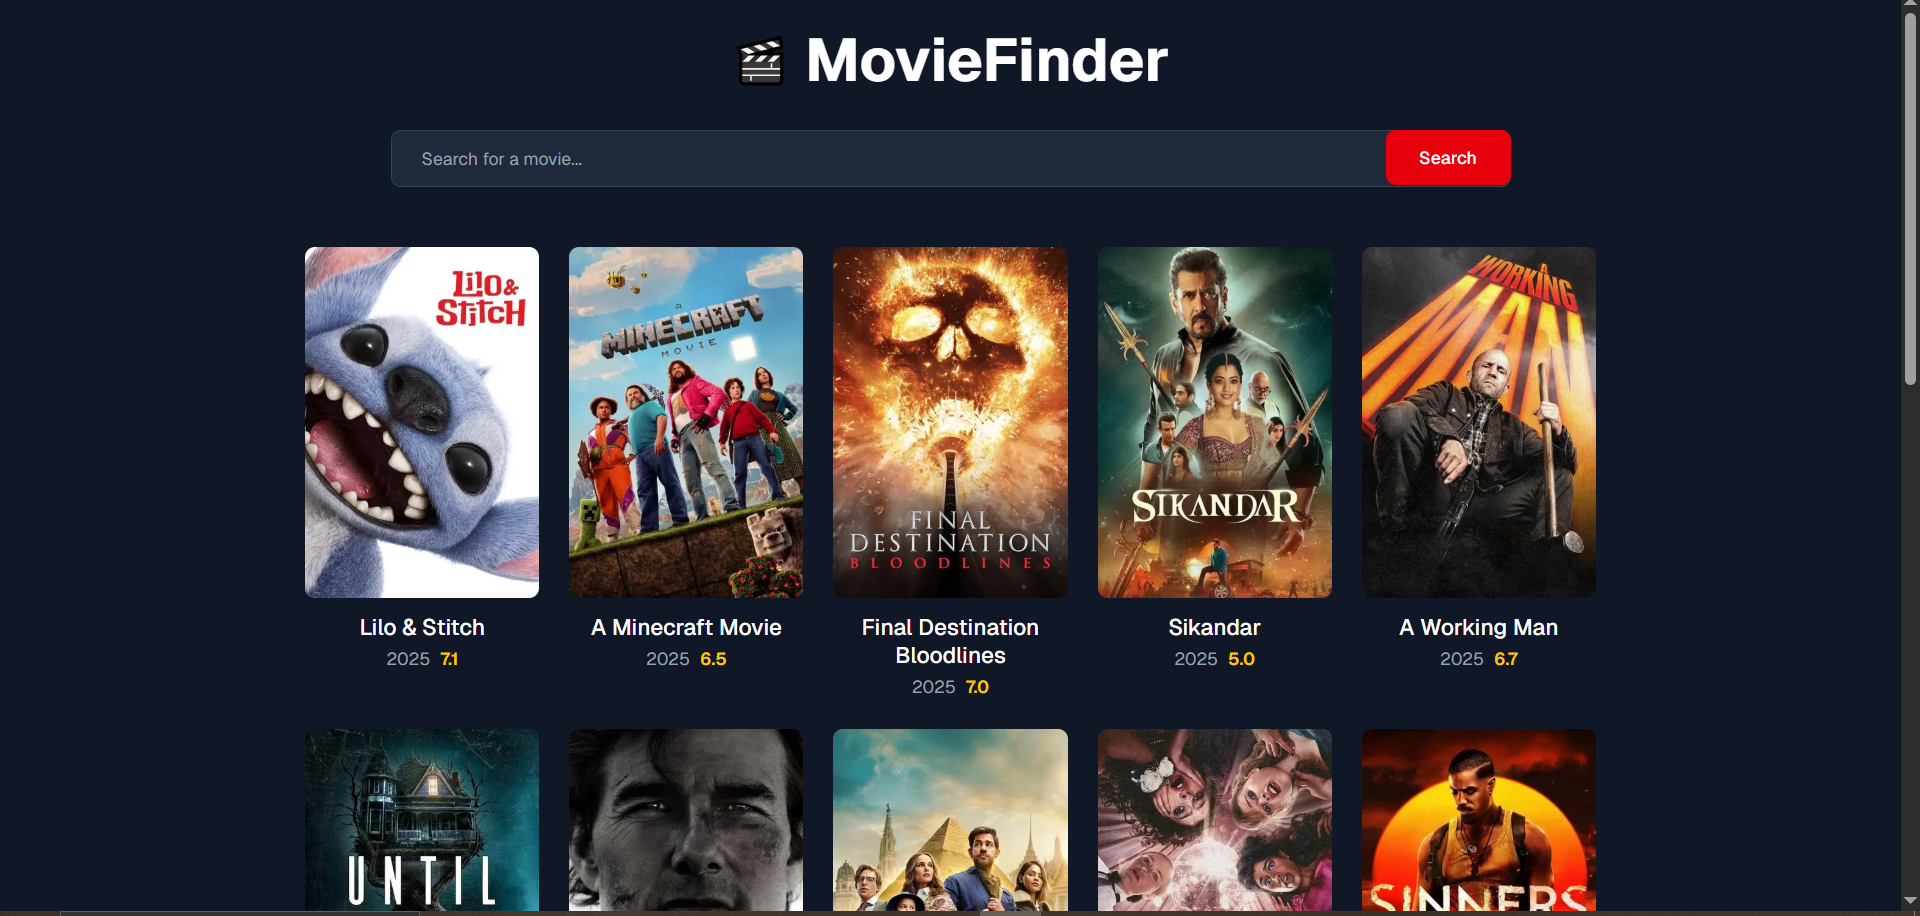 MovieFinder
Search for a movie...
Search
LiLO &
STiTCH
A
MINECRAFT
MOVIE
FINAL
DESTINATION
BLOODLINES
SIKANDAR
A
WORKING
MAN
Lilo & Stitch
2025 7.1
A Minecraft Movie
2025 6.5
Final Destination
Bloodlines
2025 7.0
Sikandar
2025 5.0
A Working Man
2025 6.7
UNTIL
SINNERS